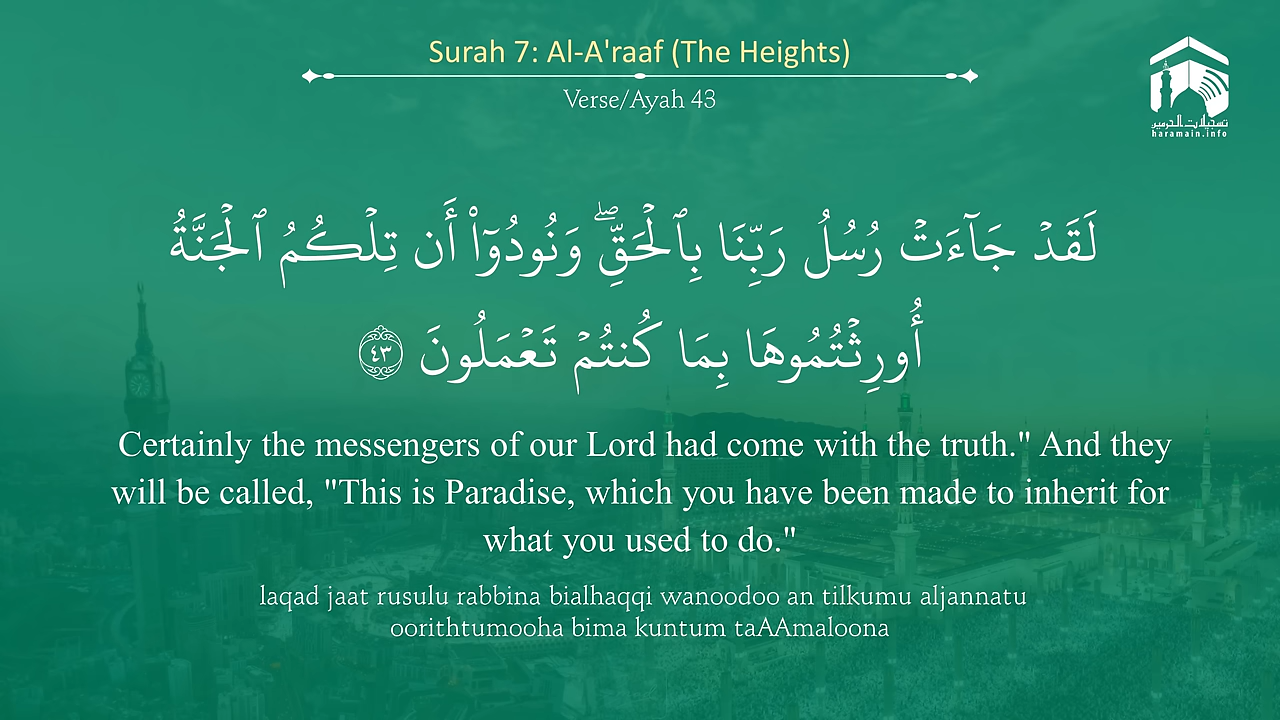 Surah 7: Al-A'raaf (The Heights)
Verse/Ayah 43
تسجيلات الحرمين
haramain.info
لَقَدْ جَآءَتْ رُسُلُ رَبِّنَا بِٱلْحَقِّ ۖ وَنُودُوٓا۟ أَن تِلْكُمُ ٱلْجَنَّةُ
أُورِثْتُمُوهَا بِمَا كُنتُمْ تَعْمَلُونَ ٤٣
Certainly the messengers of our Lord had come with the truth." And they
will be called, "This is Paradise, which you have been made to inherit for
what you used to do."
laqad jaat rusulu rabbina bialhaqqi wanoodoo an tilkumu aljannatu
oorithtumooha bima kuntum taAAmaloona